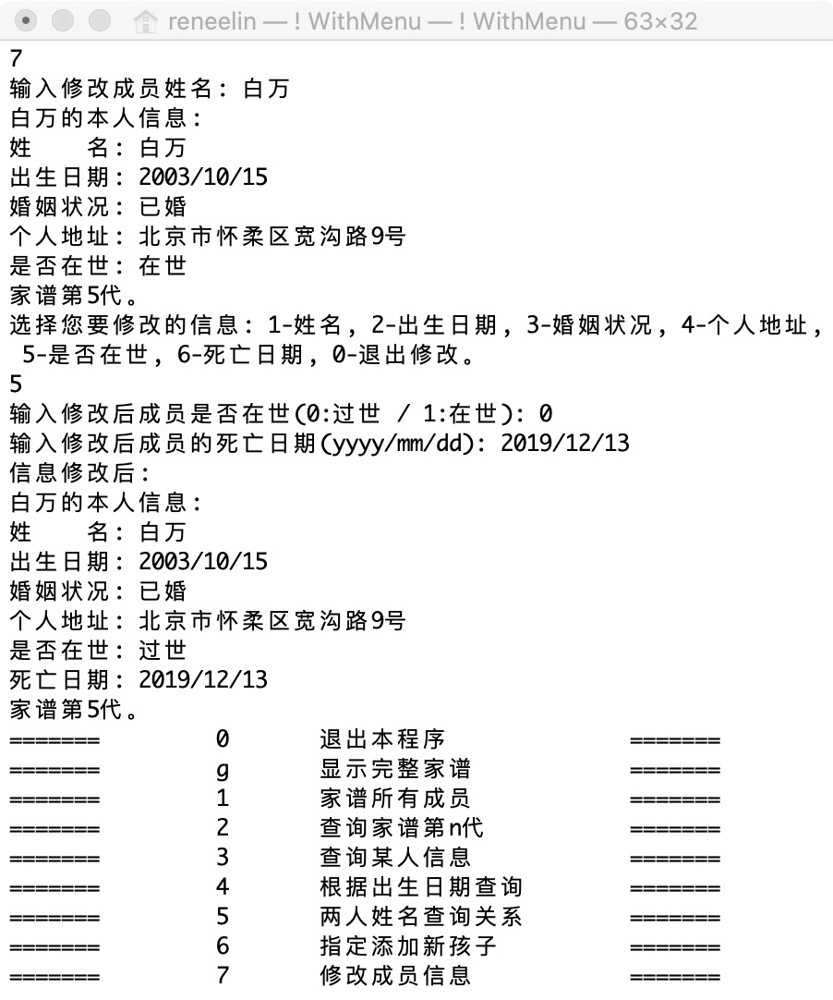 reneelin — ! WithMenu — ! WithMenu — 63×32
7
输入修改成员姓名: 白万
白万的本人信息:
姓    名: 白万
出生日期: 2003/10/15
婚姻状况: 已婚
个人地址: 北京市怀柔区宽沟路9号
是否在世: 在世
家谱第5代。
选择您要修改的信息: 1-姓名, 2-出生日期, 3-婚姻状况, 4-个人地址,
5-是否在世, 6-死亡日期, 0-退出修改。
5
输入修改后成员是否在世(0:过世 / 1:在世): 0
输入修改后成员的死亡日期(yyyy/mm/dd): 2019/12/13
信息修改后:
白万的本人信息:
姓    名: 白万
出生日期: 2003/10/15
婚姻状况: 已婚
个人地址: 北京市怀柔区宽沟路9号
是否在世: 过世
死亡日期: 2019/12/13
家谱第5代。
=======         0       退出本程序              =======
=======         g       显示完整家谱            =======
=======         1       家谱所有成员            =======
=======         2       查询家谱第n代           =======
=======         3       查询某人信息            =======
=======         4       根据出生日期查询        =======
=======         5       两人姓名查询关系        =======
=======         6       指定添加新孩子          =======
=======         7       修改成员信息            =======